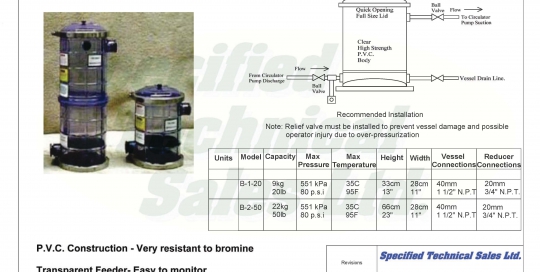 Quick Opening
Full Size Lid
Ball
Valve
Flow
To Circulator
Pump Suction
Clear
High Strength
P.V.C.
Body
Flow
From Circulator
Pump Discharge
Ball
Valve
Vessel Drain Line.
Recommended Installation
Note: Relief valve must be installed to prevent vessel damage and possible
operator injury due to over-pressurization
Units Model Capacity Max Pressure Max Temperature Height Width Vessel Connections Reducer Connections
B-1-20 9kg 551 kPa 35C 33cm 28cm 40mm 20mm
20lb 80 p.s.i 95F 13" 11" 1 1/2" N.P.T 3/4" N.P.T.
B-2-50 22kg 551 kPa 35C 66cm 28cm 40mm 20mm
50lb 80 p.s.i 95F 23" 11" 1 1/2" N.P.T 3/4" N.P.T.
P.V.C. Construction - Very resistant to bromine
Transparent Feeder- Easy to monitor
Revisions
Specified Technical Sales Ltd.
Specified
Technical
Sales Ltd